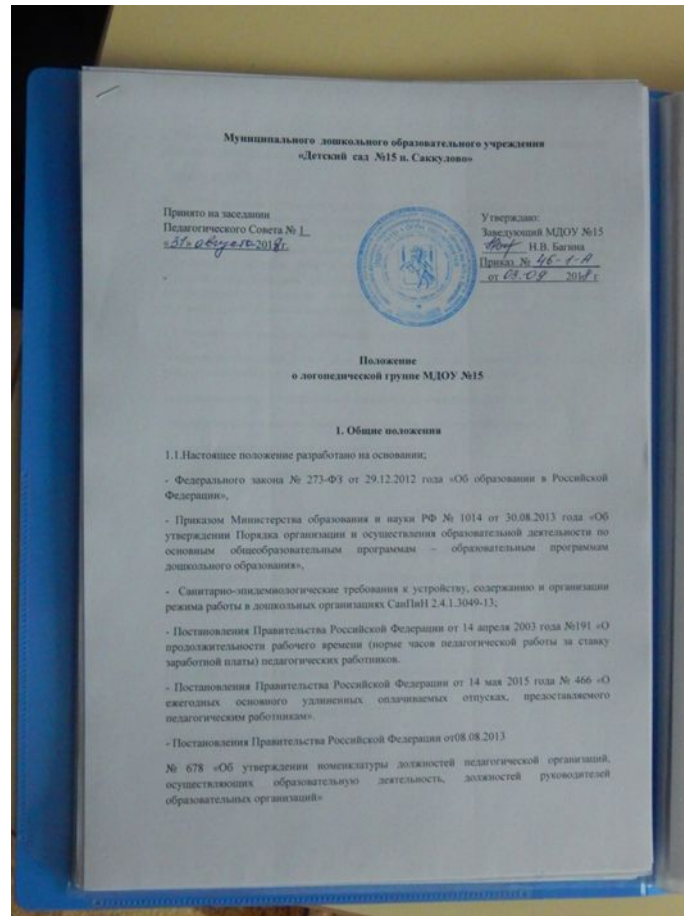 Муниципального дошкольного образовательного учреждения
«Детский сад №15 п. Саккулово»
Принято на заседании
Педагогического Совета № 1
«31» августа 2018г.
Утверждаю:
Заведующий МДОУ №15
Н.В. Багина
Приказ № 46-1-А
от 03.09 2018 г
Положение
о логопедической группе МДОУ №15
1. Общие положения
1.1.Настоящее положение разработано на основании;
- Федерального закона № 273-ФЗ от 29.12.2012 года «Об образовании в Российской
Федерации»,
- Приказом Министерства образования и науки РФ № 1014 от 30.08.2013 года «Об
утверждении Порядка организации и осуществления образовательной деятельности по
основным общеобразовательным программам – образовательным программам
дошкольного образования»,
- Санитарно-эпидемиологические требования к устройству, содержанию и организации
режима работы в дошкольных организациях СанПиН 2.4.1.3049-13;
- Постановления Правительства Российской Федерации от 14 апреля 2003 года №191 «О
продолжительности рабочего времени (норме часов педагогической работы за ставку
заработной платы) педагогических работников.
- Постановления Правительства Российской Федерации от 14 мая 2015 года № 466 «О
ежегодных основного удлиненных оплачиваемых отпусках, предоставляемого
педагогическим работникам»
- Постановления Правительства Российской Федерации от08.08.2013
№ 678 «Об утверждении номенклатуры должностей педагогической организаций,
осуществляющих образовательную деятельность, должностей руководителей
образовательных организаций»